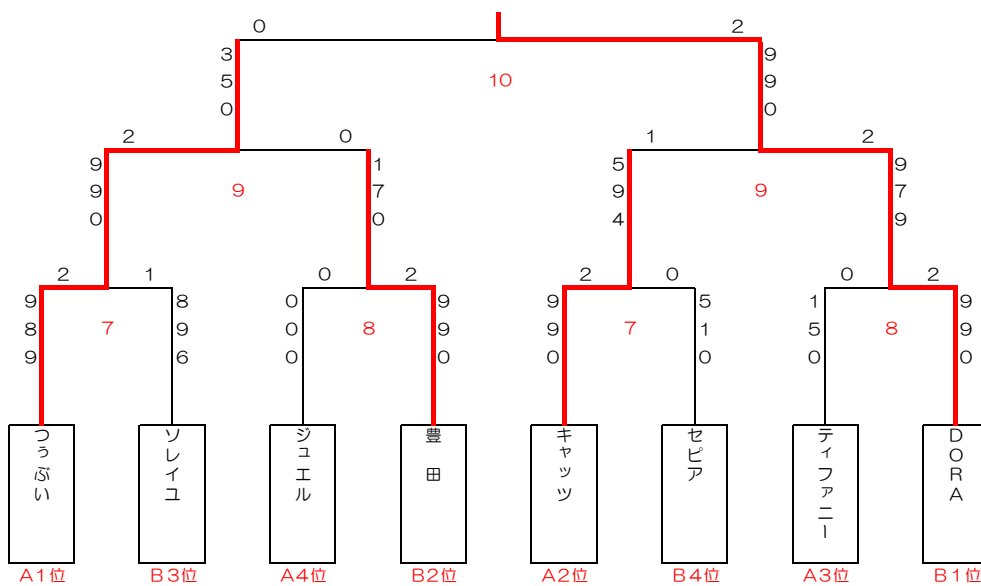 0 2
3 9
5 9
0 0
10
2 0 1 2
9 1 5 9
9 7 9 7
0 0 4 9
9 9
2 1 0 2 2 0 0 2
9 8 0 9 9 5 1 9
8 9 0 9 9 1 5 9
9 6 0 0 0 0 0 0
7 8 7 8
つぅぶい
ソレイユ
ジュエル
豊田
キャッツ
セピア
ティファニー
DORA
A1位 B3位 A4位 B2位 A2位 B4位 A3位 B1位